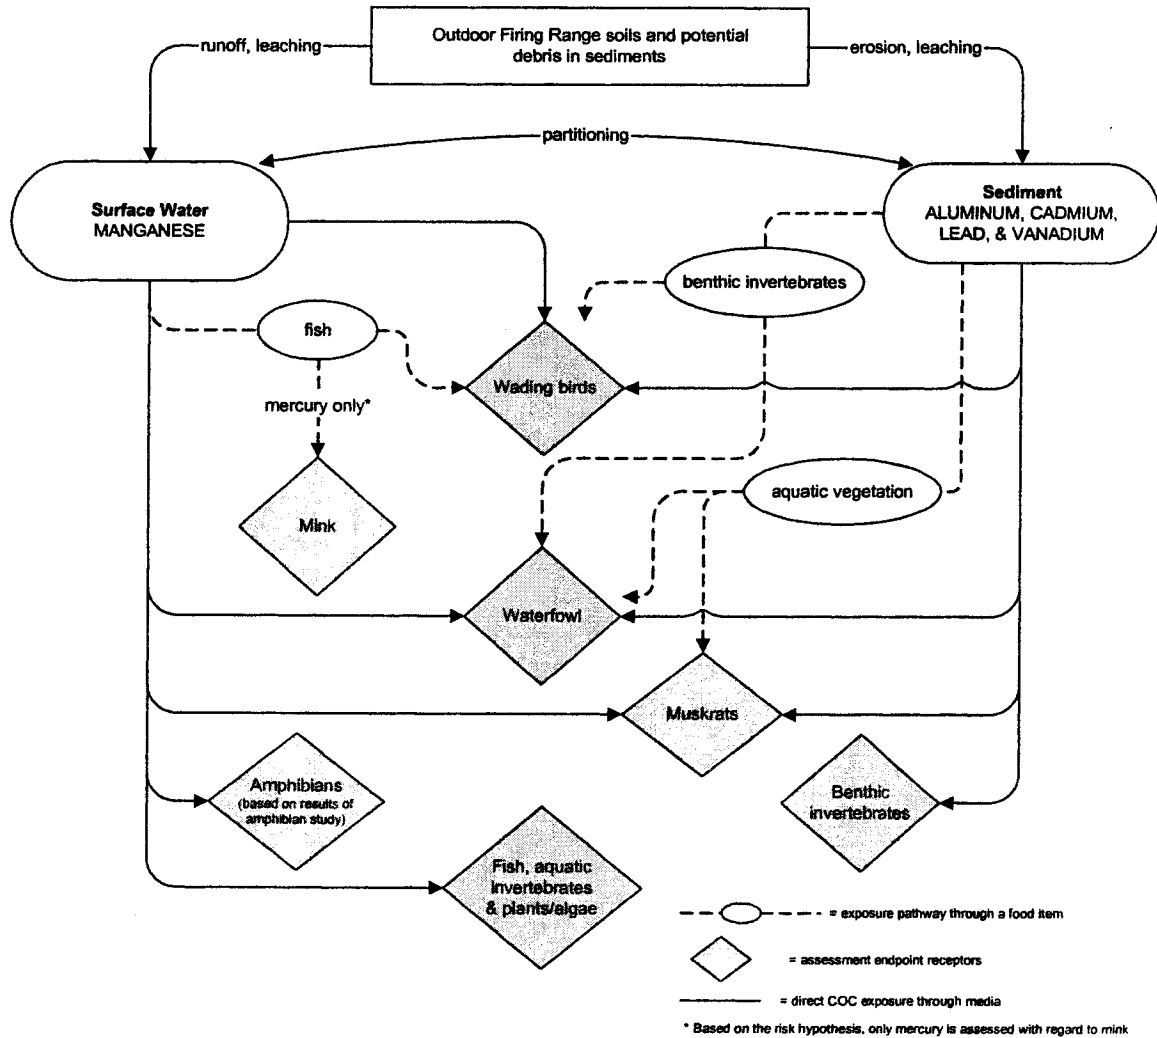 Outdoor Firing Range soils and potential
debris in sediments
runoff, leaching
erosion, leaching
partitioning
Surface Water
MANGANESE
Sediment
ALUMINUM, CADMIUM,
LEAD, & VANADIUM
benthic invertebrates
fish
Wading birds
mercury only*
aquatic vegetation
Mink
Waterfowl
Muskrats
Amphibians
(based on results of
amphibian study)
Benthic
invertebrates
Fish, aquatic
invertebrates
& plants/algae
= exposure pathway through a food item
= assessment endpoint receptors
= direct COC exposure through media
* Based on the risk hypothesis, only mercury is assessed with regard to mink